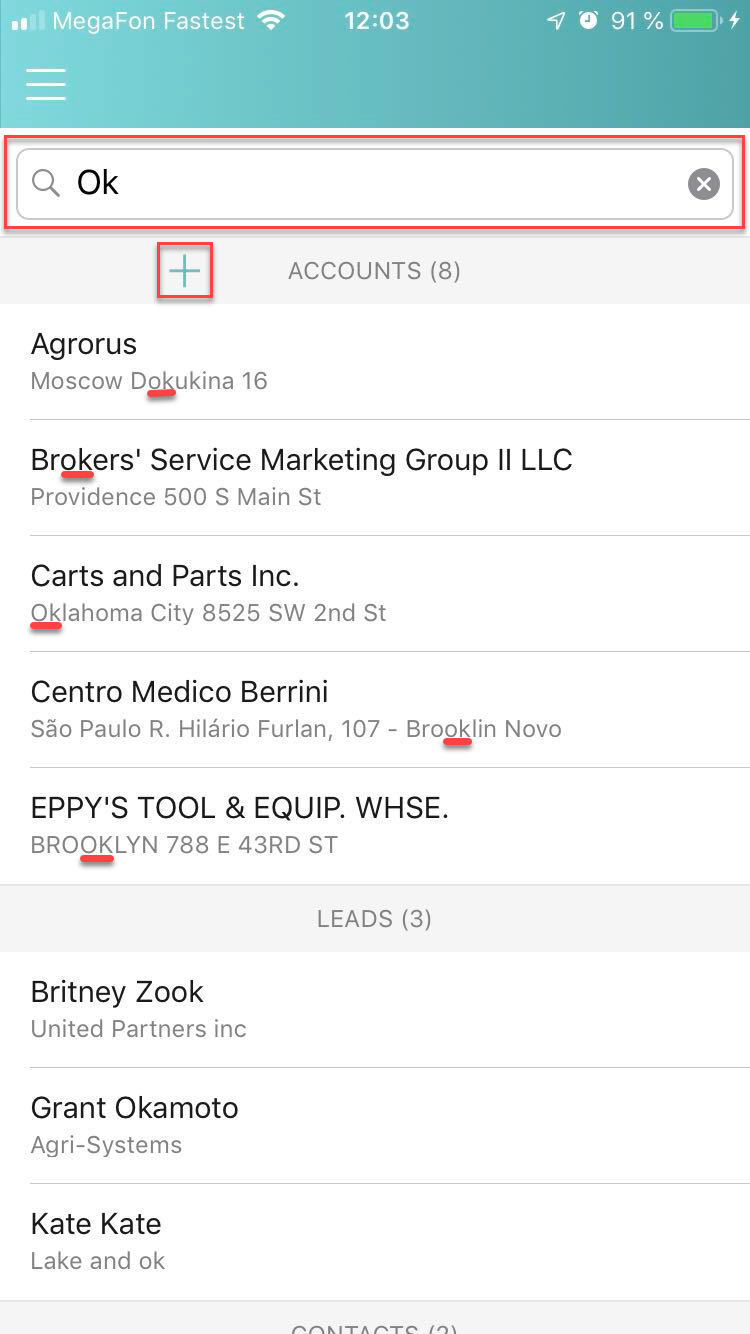 MegaFon Fastest 12:03 91 %
Ok
ACCOUNTS (8)
Agrorus
Moscow Dokukina 16
Brokers' Service Marketing Group II LLC
Providence 500 S Main St
Carts and Parts Inc.
Oklahoma City 8525 SW 2nd St
Centro Medico Berrini
São Paulo R. Hilário Furlan, 107 - Brooklin Novo
EPPY'S TOOL & EQUIP. WHSE.
BROOKLYN 788 E 43RD ST
LEADS (3)
Britney Zook
United Partners inc
Grant Okamoto
Agri-Systems
Kate Kate
Lake and ok
CONTACTS (2)